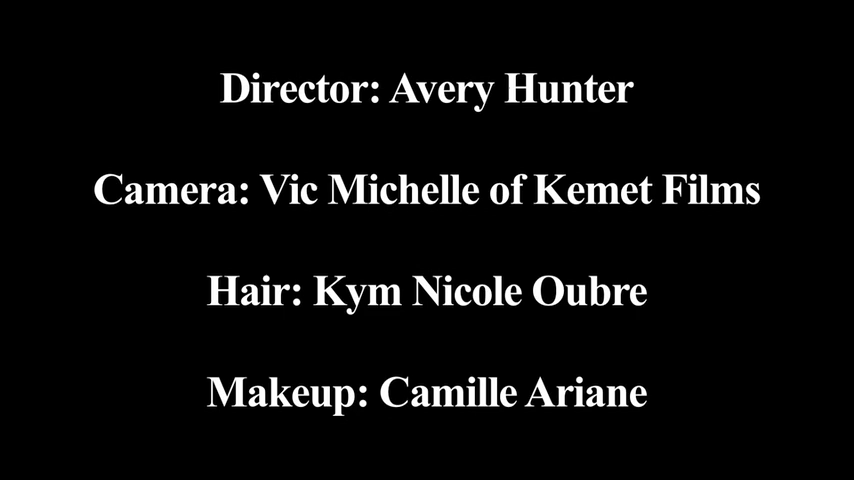 Director: Avery Hunter
Camera: Vic Michelle of Kemet Films
Hair: Kym Nicole Oubre
Makeup: Camille Ariane